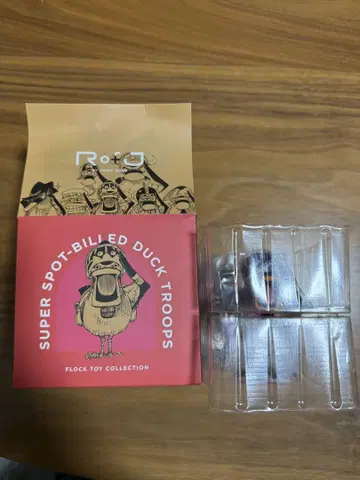 SUPER SPOT-BILLED DUCK TROOPS
FLOCK TOY COLLECTION